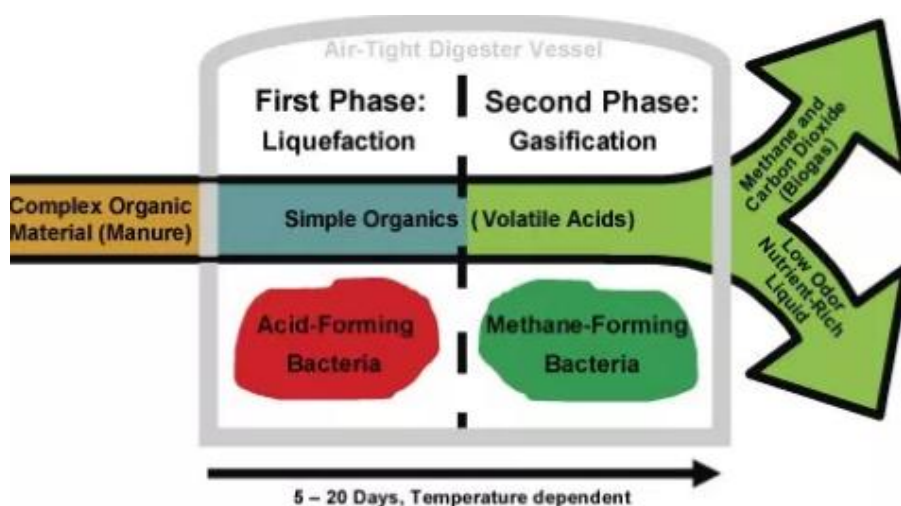 Air-Tight Digester Vessel
First Phase:
Liquefaction
Second Phase:
Gasification
Complex Organic
Material (Manure)
Simple Organics (Volatile Acids)
Methane and
Carbon Dioxide
(Biogas)
Low Odor
Nutrient-Rich
Liquid
Acid-Forming
Bacteria
Methane-Forming
Bacteria
5 – 20 Days, Temperature dependent